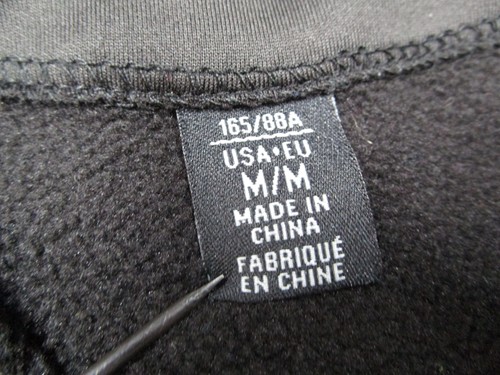 165/88A
USA•EU
M/M
MADE IN
CHINA
FABRIQUÉ
EN CHINE